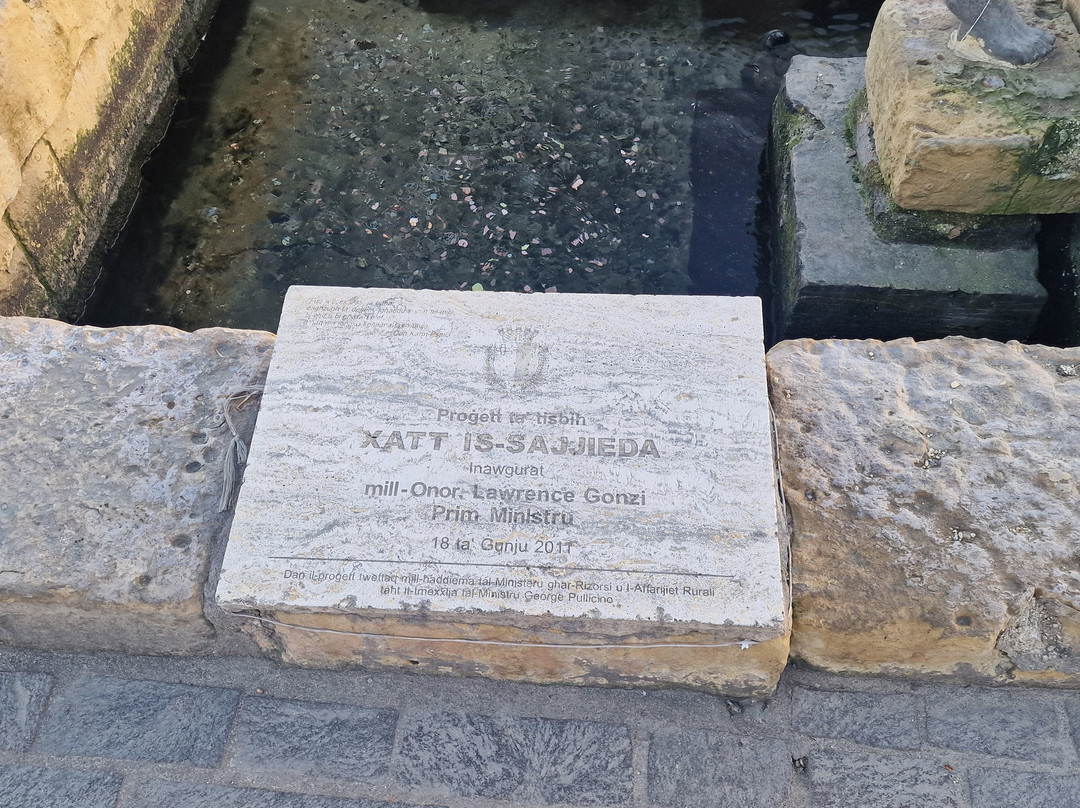 Proġett ta' tisbiħ
XATT IS-SAJJIEDA
Inawgurat
mill-Onor. Lawrence Gonzi
Prim Ministru
18 ta' Ġunju 2011
Dan il-proġett twettaq mill-ħaddiema tal-Ministeru għar-Riżorsi u l-Affarijiet Rurali
taħt it-tmexxija tal-Ministru George Pullicino